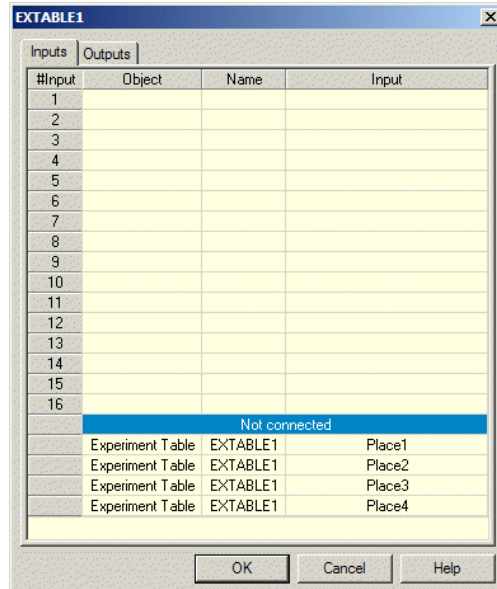 EXTABLE1
Inputs Outputs
#Input Object Name Input
1
2
3
4
5
6
7
8
9
10
11
12
13
14
15
16
Not connected
Experiment Table EXTABLE1 Place1
Experiment Table EXTABLE1 Place2
Experiment Table EXTABLE1 Place3
Experiment Table EXTABLE1 Place4
OK Cancel Help